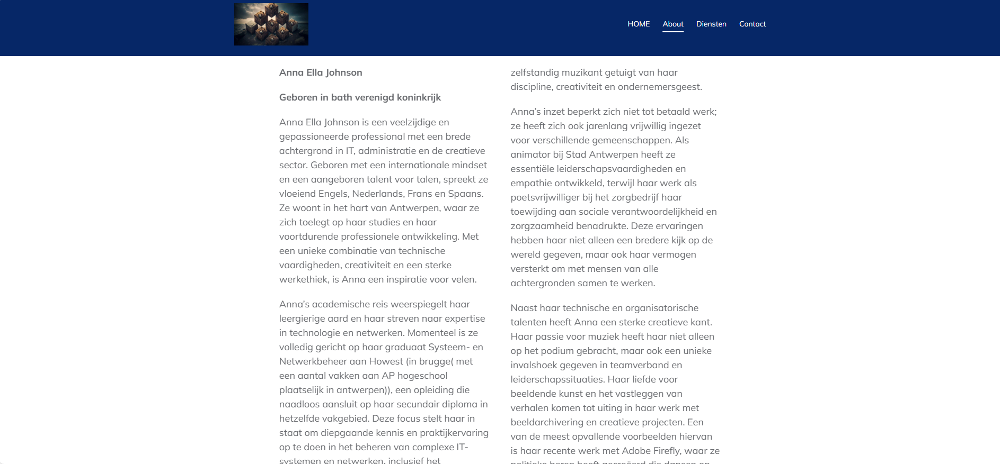 HOME About Diensten Contact
Anna Ella Johnson
Geboren in bath verenigd koninkrijk
Anna Ella Johnson is een veelzijdige en
gepassioneerde professional met een brede
achtergrond in IT, administratie en de creatieve
sector. Geboren met een internationale mindset
en een aangeboren talent voor talen, spreekt ze
vloeiend Engels, Nederlands, Frans en Spaans.
Ze woont in het hart van Antwerpen, waar ze
zich toelegt op haar studies en haar
voortdurende professionele ontwikkeling. Met
een unieke combinatie van technische
vaardigheden, creativiteit en een sterke
werkethiek, is Anna een inspiratie voor velen.
Anna’s academische reis weerspiegelt haar
leergierige aard en haar streven naar expertise
in technologie en netwerken. Momenteel is ze
volledig gericht op haar graduaat Systeem- en
Netwerkbeheer aan Howest (in brugge( met
een aantal vakken aan AP hogeschool
plaatselijk in antwerpen)), een opleiding die
naadloos aansluit op haar secundair diploma in
hetzelfde vakgebied. Deze focus stelt haar in
staat om diepgaande kennis en praktijkervaring
op te doen in het beheren van complexe IT-
systemen en netwerken, inclusief het
zelfstandig muzikant getuigt van haar
discipline, creativiteit en ondernemersgeest.
Anna’s inzet beperkt zich niet tot betaald werk;
ze heeft zich ook jarenlang vrijwillig ingezet
voor verschillende gemeenschappen. Als
animator bij Stad Antwerpen heeft ze
essentiële leiderschapsvaardigheden en
empathie ontwikkeld, terwijl haar werk als
poetsvrijwilliger bij het zorgbedrijf haar
toewijding aan sociale verantwoordelijkheid en
zorgzaamheid benadrukte. Deze ervaringen
hebben haar niet alleen een bredere kijk op de
wereld gegeven, maar ook haar vermogen
versterkt om met mensen van alle
achtergronden samen te werken.
Naast haar technische en organisatorische
talenten heeft Anna een sterke creatieve kant.
Haar passie voor muziek heeft haar niet alleen
op het podium gebracht, maar ook een unieke
invalshoek gegeven in teamverband en
leiderschapssituaties. Haar liefde voor
beeldende kunst en het vastleggen van
verhalen komen tot uiting in haar werk met
beeldarchivering en creatieve projecten. Een
van de meest opvallende voorbeelden hiervan
is haar recente werk met Adobe Firefly, waar ze